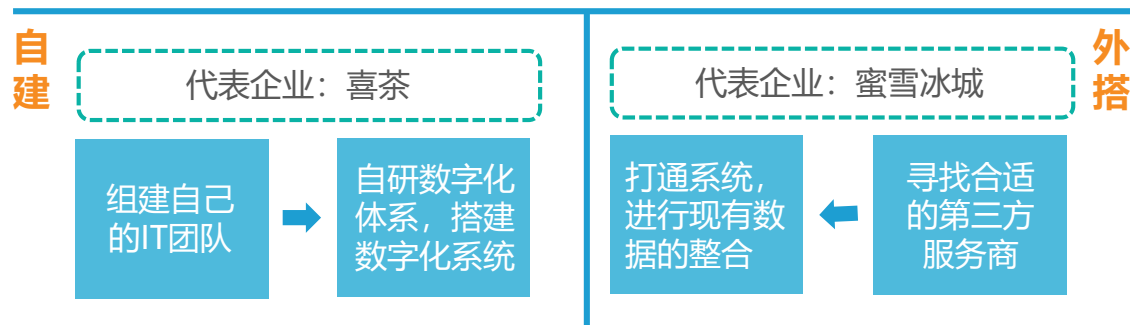 自
建
代表企业：喜茶
组建自己
的IT团队
自研数字化
体系，搭建
数字化系统
外
搭
代表企业：蜜雪冰城
打通系统，
进行现有数
据的整合
寻找合适
的第三方
服务商